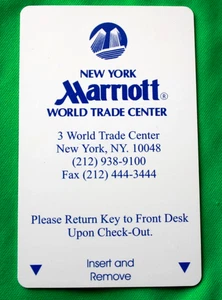 NEW YORK
Marriott®
WORLD TRADE CENTER
3 World Trade Center
New York, NY. 10048
(212) 938-9100
Fax (212) 444-3444
Please Return Key to Front Desk
Upon Check-Out.
Insert and
Remove